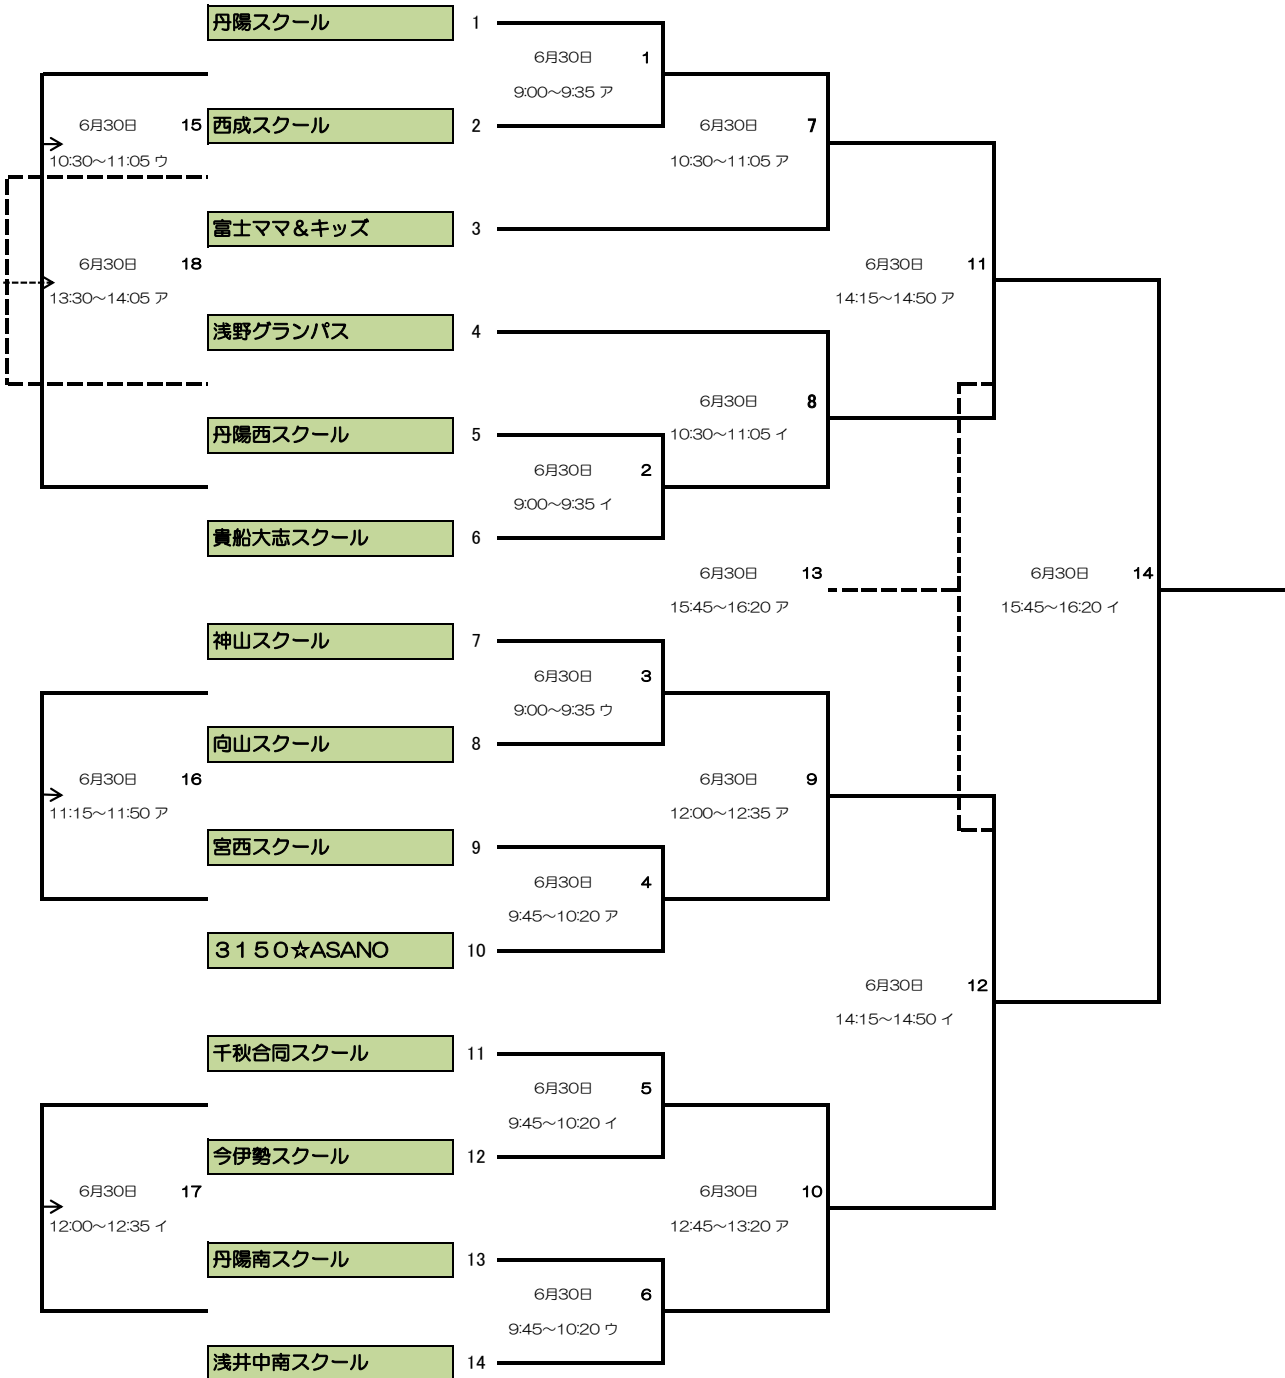 丹陽スクール 1
6月30日 1
9:00～9:35 ア
6月30日 15 西成スクール 2 6月30日 7
10:30～11:05 ウ 10:30～11:05 ア
富士ママ＆キッズ 3
6月30日 18 6月30日 11
13:30～14:05 ア 14:15～14:50 ア
浅野グランパス 4
6月30日 8
丹陽西スクール 5 10:30～11:05 イ
6月30日 2
9:00～9:35 イ
貴船大志スクール 6
6月30日 13 6月30日 14
15:45～16:20 ア 15:45～16:20 イ
神山スクール 7
6月30日 3
9:00～9:35 ウ
向山スクール 8
6月30日 16 6月30日 9
11:15～11:50 ア 12:00～12:35 ア
宮西スクール 9
6月30日 4
9:45～10:20 ア
３１５０☆ASANO 10
6月30日 12
14:15～14:50 イ
千秋合同スクール 11
6月30日 5
9:45～10:20 イ
今伊勢スクール 12
6月30日 17 6月30日 10
12:00～12:35 イ 12:45～13:20 ア
丹陽南スクール 13
6月30日 6
9:45～10:20 ウ
浅井中南スクール 14